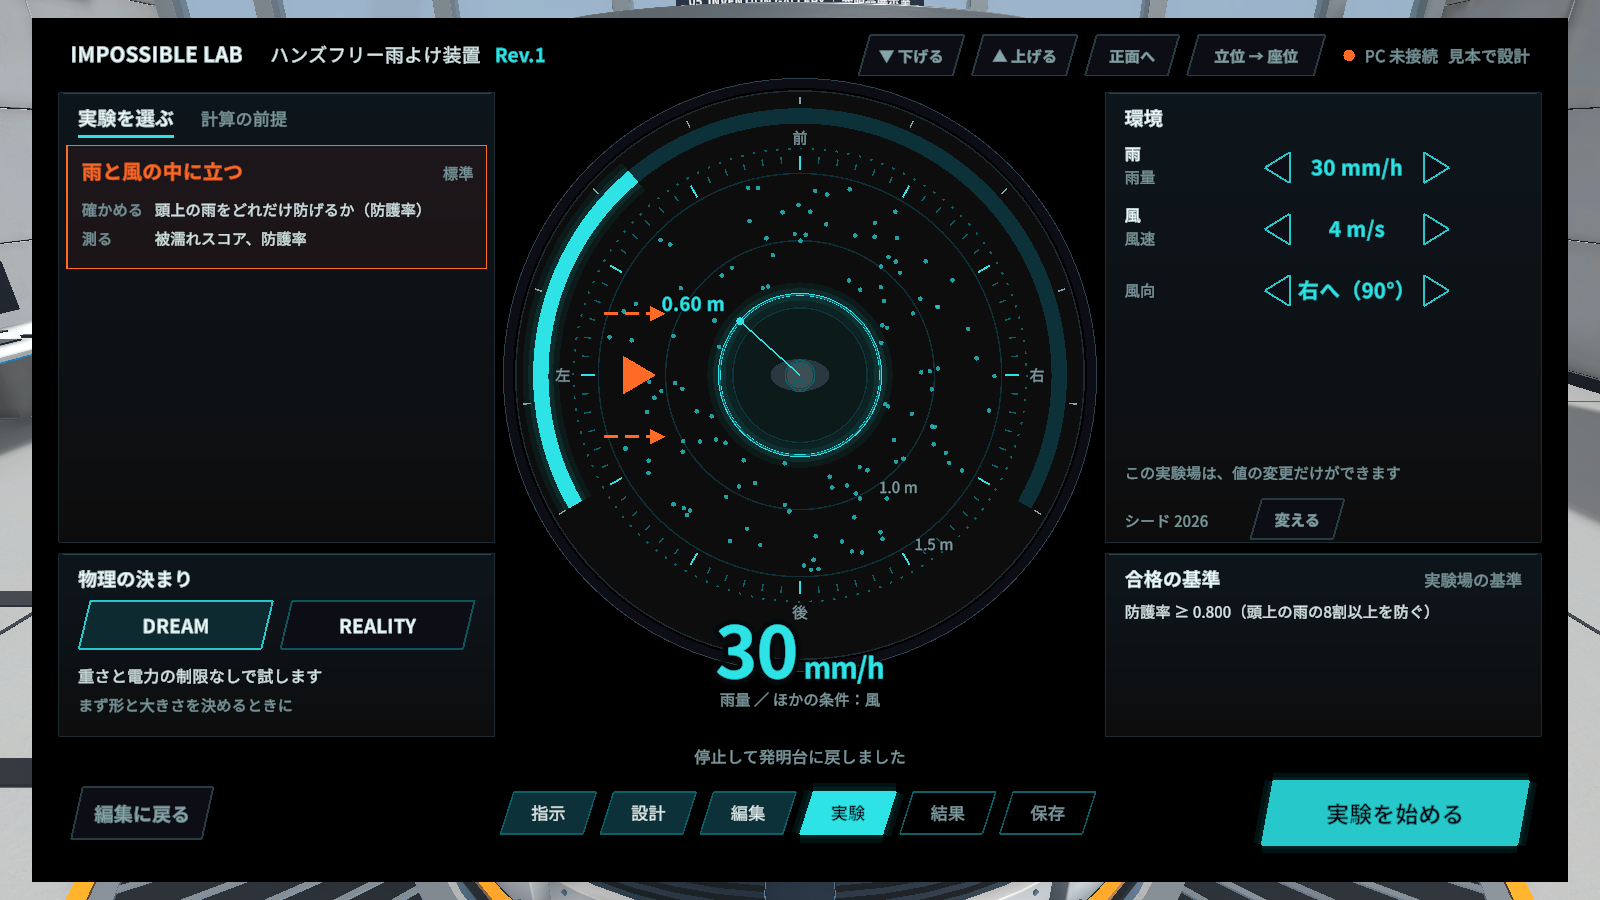 IMPOSSIBLE LAB
ハンズフリー雨よけ装置 Rev.1
▼下げる
▲上げる
正面へ
立位→座位
PC 未接続 見本で設計
実験を選ぶ
計算の前提
雨と風の中に立つ
標準
確かめる 頭上の雨をどれだけ防げるか（防護率）
測る 被濡れスコア、防護率
物理の決まり
DREAM
REALITY
重さと電力の制限なしで試します
まず形と大きさを決めるときに
前
0.60 m
左
右
1.0 m
1.5 m
後
30 mm/h
雨量 ／ ほかの条件：風
停止して発明台に戻しました
環境
雨
雨量
30 mm/h
風
風速
4 m/s
風向
右へ（90°）
この実験場は、値の変更だけができます
シード 2026
変える
合格の基準
実験場の基準
防護率 ≥ 0.800（頭上の雨の8割以上を防ぐ）
編集に戻る
指示
設計
編集
実験
結果
保存
実験を始める